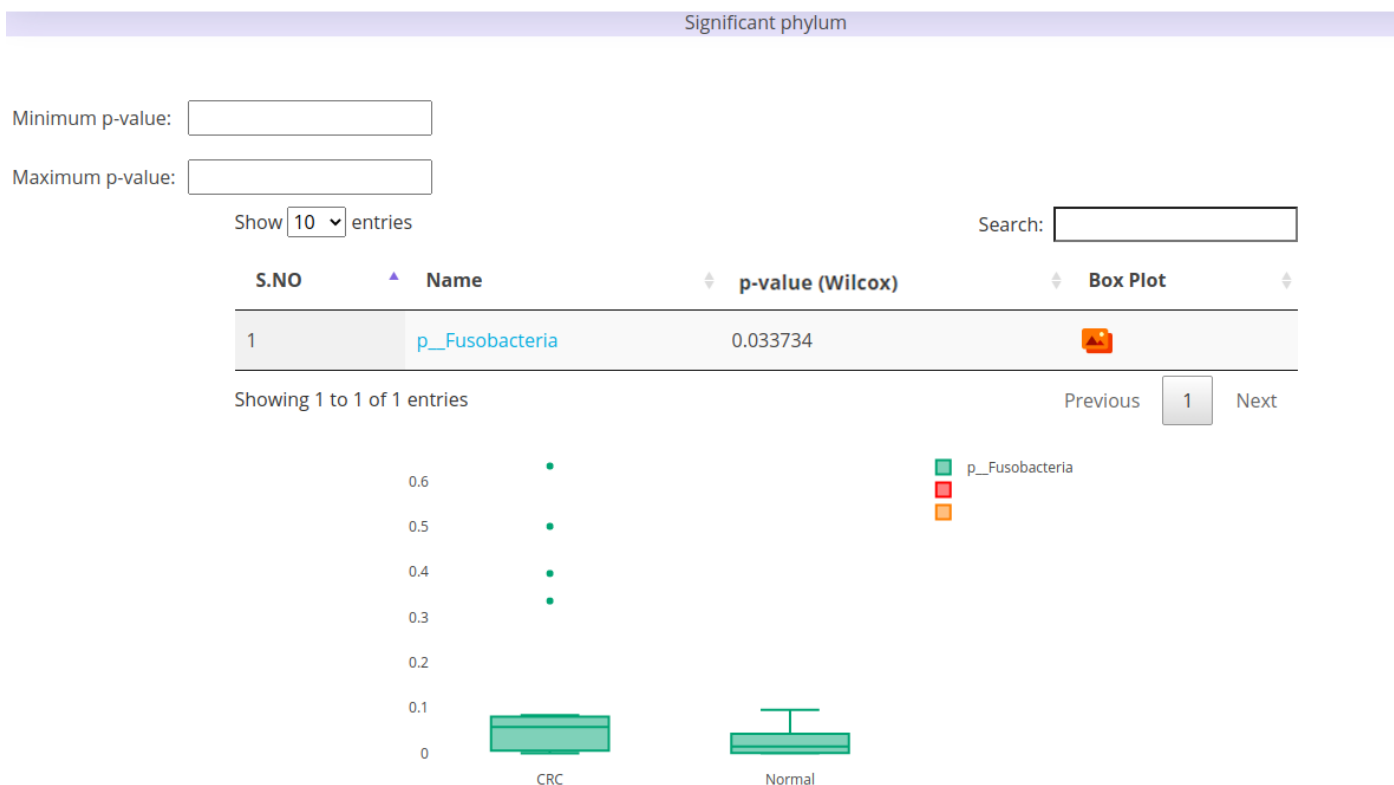 Significant phylum
Minimum p-value:
Maximum p-value:
Show 10 entries
Search:
S.NO Name p-value (Wilcox) Box Plot
1 p__Fusobacteria 0.033734
Showing 1 to 1 of 1 entries
Previous 1 Next
p__Fusobacteria
0.6
0.5
0.4
0.3
0.2
0.1
0
CRC Normal